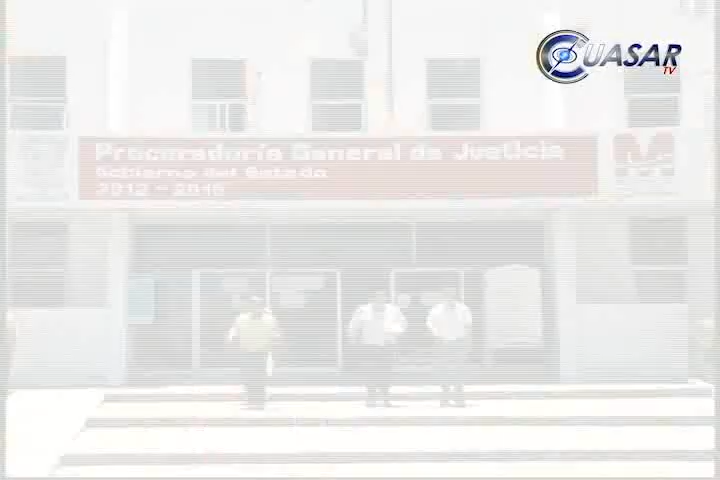 CUASAR
TV
Procuraduría General de Justicia
Gobierno del Estado
2012 - 2018
M